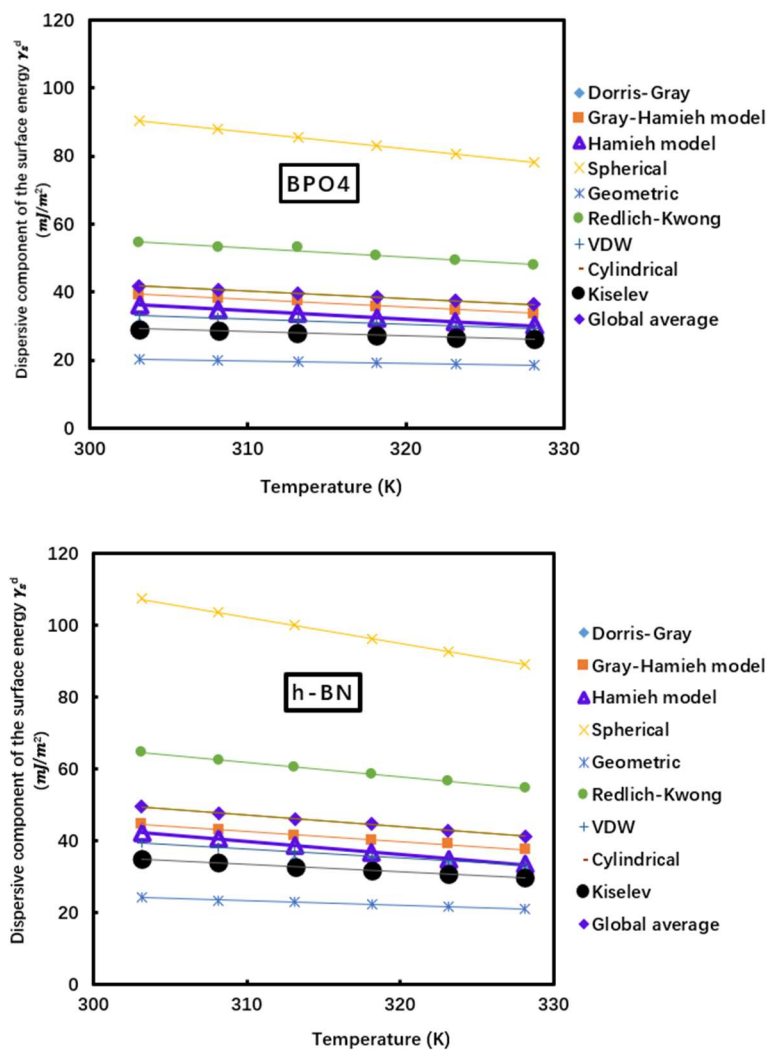 120
100
80
60
40
20
0
300
310
320
330
Dispersive component of the surface energy γₛᵈ
(mJ/m²)
Temperature (K)
BPO4
Dorris-Gray
Gray-Hamieh model
Hamieh model
Spherical
Geometric
Redlich-Kwong
VDW
Cylindrical
Kiselev
Global average
120
100
80
60
40
20
0
300
310
320
330
Dispersive component of the surface energy γₛᵈ
(mJ/m²)
Temperature (K)
h-BN
Dorris-Gray
Gray-Hamieh model
Hamieh model
Spherical
Geometric
Redlich-Kwong
VDW
Cylindrical
Kiselev
Global average